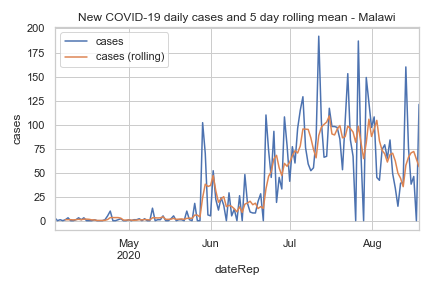 New COVID-19 daily cases and 5 day rolling mean - Malawi
cases
cases (rolling)
200
175
150
125
100
75
50
25
0
cases
May
2020
Jun
Jul
Aug
dateRep